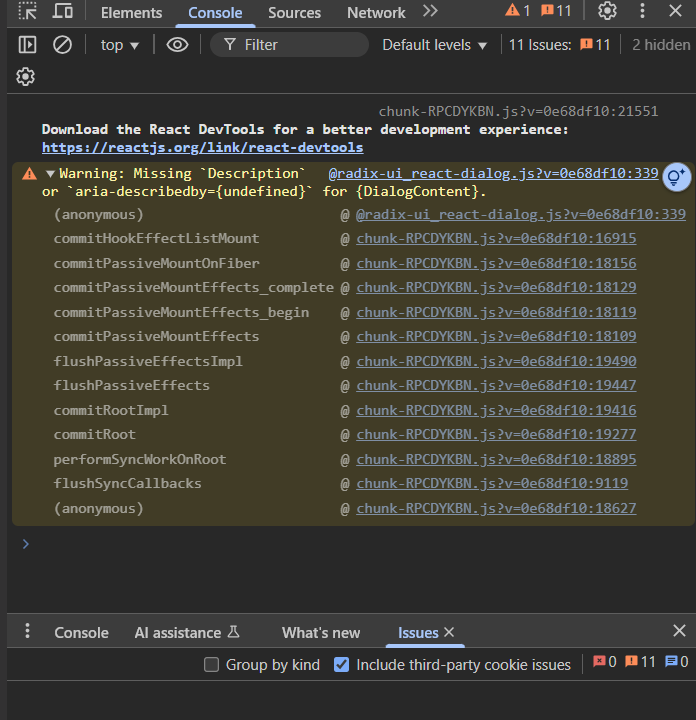 Elements Console Sources Network 1 11
top Filter Default levels 11 Issues: 11 2 hidden
chunk-RPCDYKBN.js?v=0e68df10:21551
Download the React DevTools for a better development experience:
https://reactjs.org/link/react-devtools
Warning: Missing `Description` @radix-ui_react-dialog.js?v=0e68df10:339
or `aria-describedby={undefined}` for {DialogContent}.
(anonymous) @ @radix-ui_react-dialog.js?v=0e68df10:339
commitHookEffectListMount @ chunk-RPCDYKBN.js?v=0e68df10:16915
commitPassiveMountOnFiber @ chunk-RPCDYKBN.js?v=0e68df10:18156
commitPassiveMountEffects_complete @ chunk-RPCDYKBN.js?v=0e68df10:18129
commitPassiveMountEffects_begin @ chunk-RPCDYKBN.js?v=0e68df10:18119
commitPassiveMountEffects @ chunk-RPCDYKBN.js?v=0e68df10:18109
flushPassiveEffectsImpl @ chunk-RPCDYKBN.js?v=0e68df10:19490
flushPassiveEffects @ chunk-RPCDYKBN.js?v=0e68df10:19447
commitRootImpl @ chunk-RPCDYKBN.js?v=0e68df10:19416
commitRoot @ chunk-RPCDYKBN.js?v=0e68df10:19277
performSyncWorkOnRoot @ chunk-RPCDYKBN.js?v=0e68df10:18895
flushSyncCallbacks @ chunk-RPCDYKBN.js?v=0e68df10:9119
(anonymous) @ chunk-RPCDYKBN.js?v=0e68df10:18627
Console AI assistance What's new Issues
Group by kind Include third-party cookie issues 0 11 0